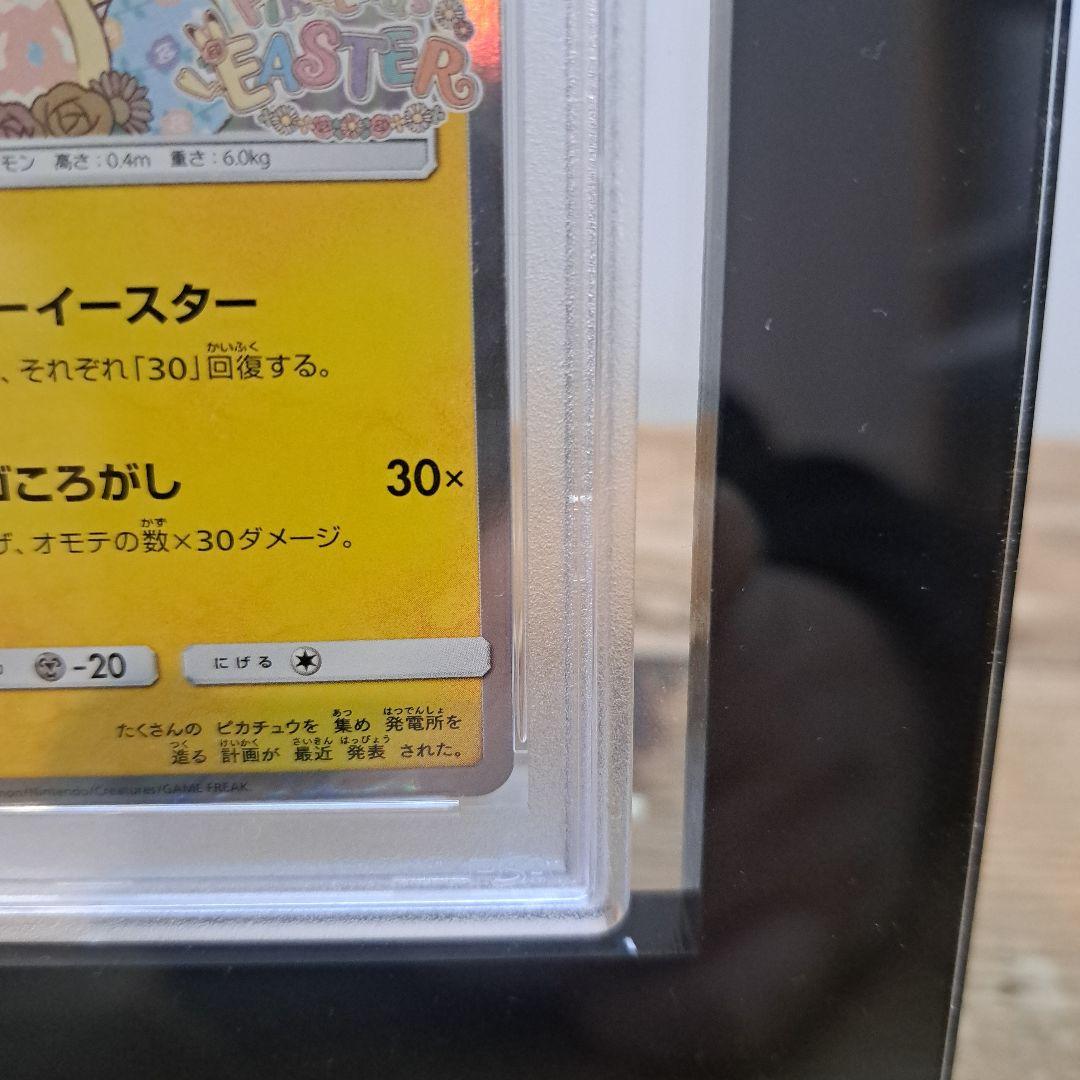 EASTER
モン 高さ:0.4m 重さ:6.0kg
ーイースター
、それぞれ「30」回復する。
ころがし 30×
、オモテの数×30ダメージ。
-20 にげる
たくさんの ピカチュウを 集め 発電所を
造る 計画が 最近 発表 された。
mon/Nintendo/Creatures/GAME FREAK.